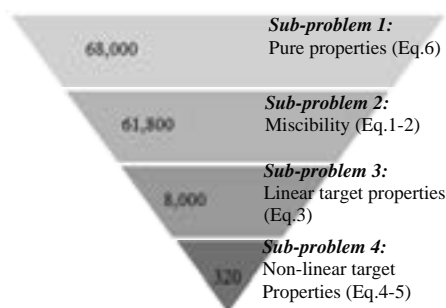 Sub-problem 1:
68,000
Pure properties (Eq.6)
Sub-problem 2:
61,800
Miscibility (Eq.1-2)
Sub-problem 3:
8,000
Linear target properties
(Eq.3)
Sub-problem 4:
320
Non-linear target
Properties (Eq.4-5)